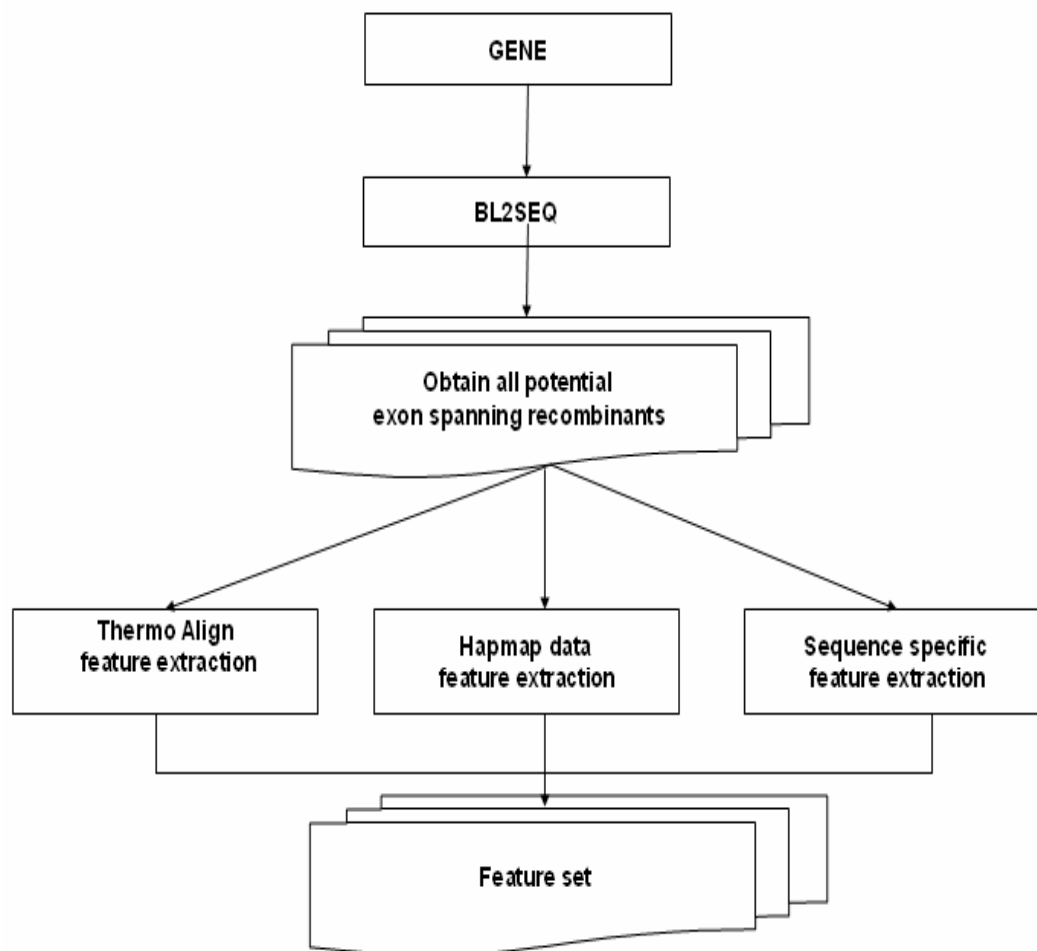 GENE
BL2SEQ
Obtain all potential
exon spanning recombinants
Thermo Align
feature extraction
Hapmap data
feature extraction
Sequence specific
feature extraction
Feature set